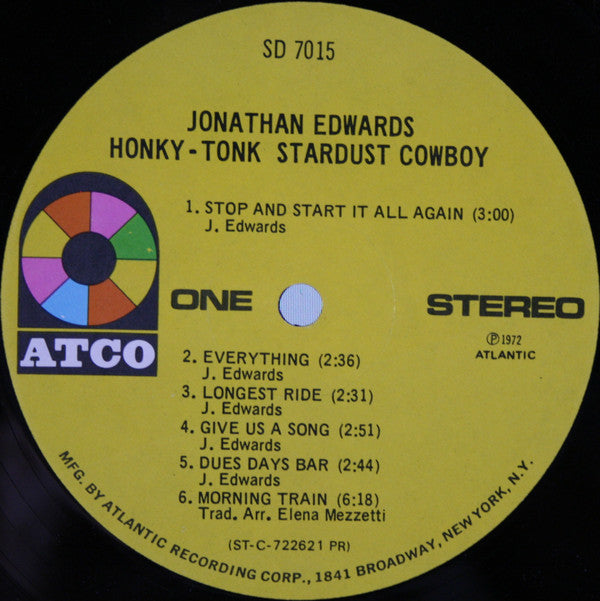 SD 7015
JONATHAN EDWARDS
HONKY-TONK STARDUST COWBOY
1. STOP AND START IT ALL AGAIN (3:00)
J. Edwards
ONE
STEREO
ATCO
Ⓟ 1972
ATLANTIC
2. EVERYTHING (2:36)
J. Edwards
3. LONGEST RIDE (2:31)
J. Edwards
4. GIVE US A SONG (2:51)
J. Edwards
5. DUES DAYS BAR (2:44)
J. Edwards
6. MORNING TRAIN (6:18)
Trad. Arr. Elena Mezzetti
(ST-C-722621 PR)
MFG. BY ATLANTIC RECORDING CORP., 1841 BROADWAY, NEW YORK, N.Y.